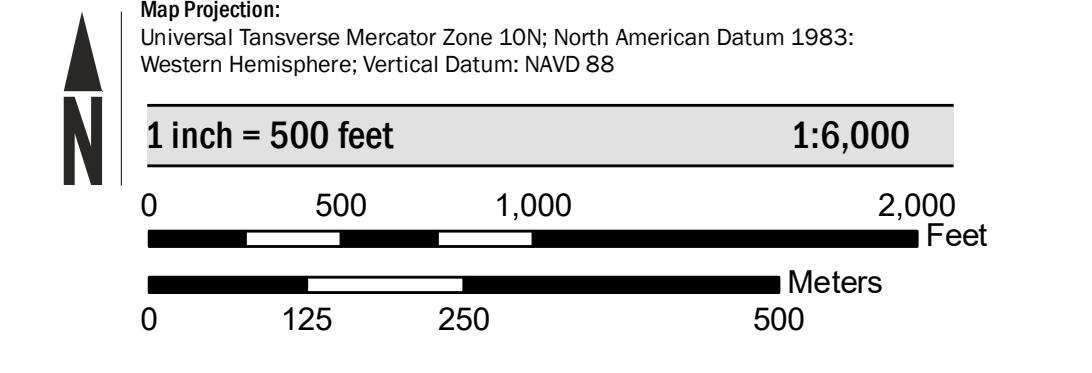 Map Projection:
Universal Tansverse Mercator Zone 10N; North American Datum 1983:
Western Hemisphere; Vertical Datum: NAVD 88
N
1 inch = 500 feet 1:6,000
0 500 1,000 2,000
Feet
Meters
0 125 250 500